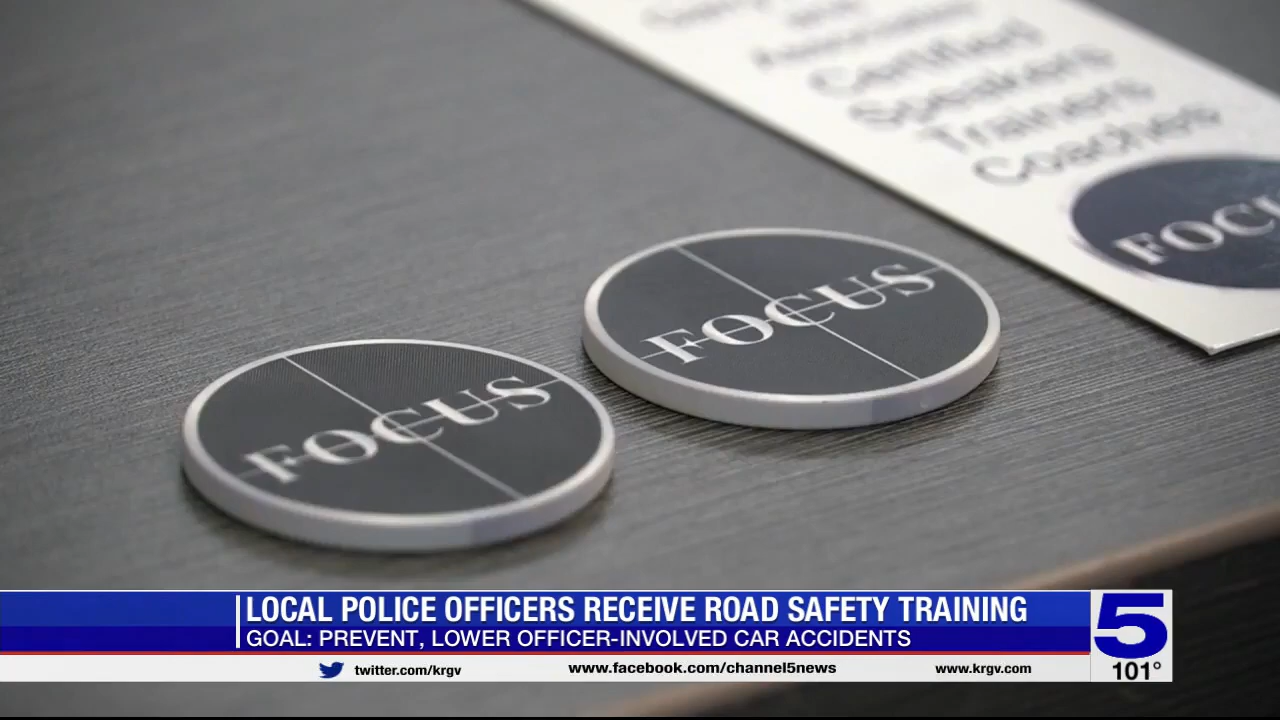 Certified
Speakers
Trainers
Coaches
FOCU
FOCUS
FOCUS
LOCAL POLICE OFFICERS RECEIVE ROAD SAFETY TRAINING
GOAL: PREVENT, LOWER OFFICER-INVOLVED CAR ACCIDENTS
5
twitter.com/krgv
www.facebook.com/channel5news
www.krgv.com
101°